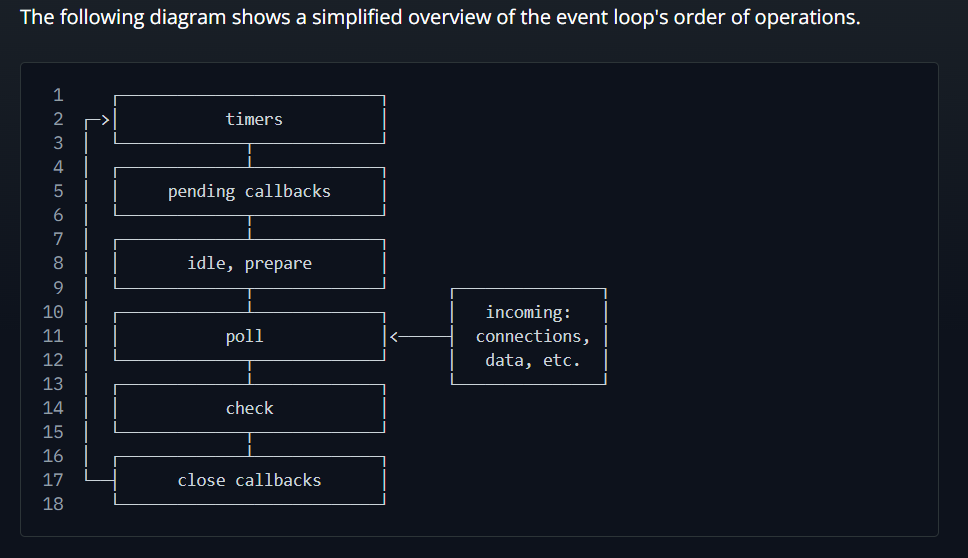 The following diagram shows a simplified overview of the event loop's order of operations.
1
2 timers
3
4
5 pending callbacks
6
7
8 idle, prepare
9
10 incoming:
11 poll connections,
12 data, etc.
13
14 check
15
16
17 close callbacks
18